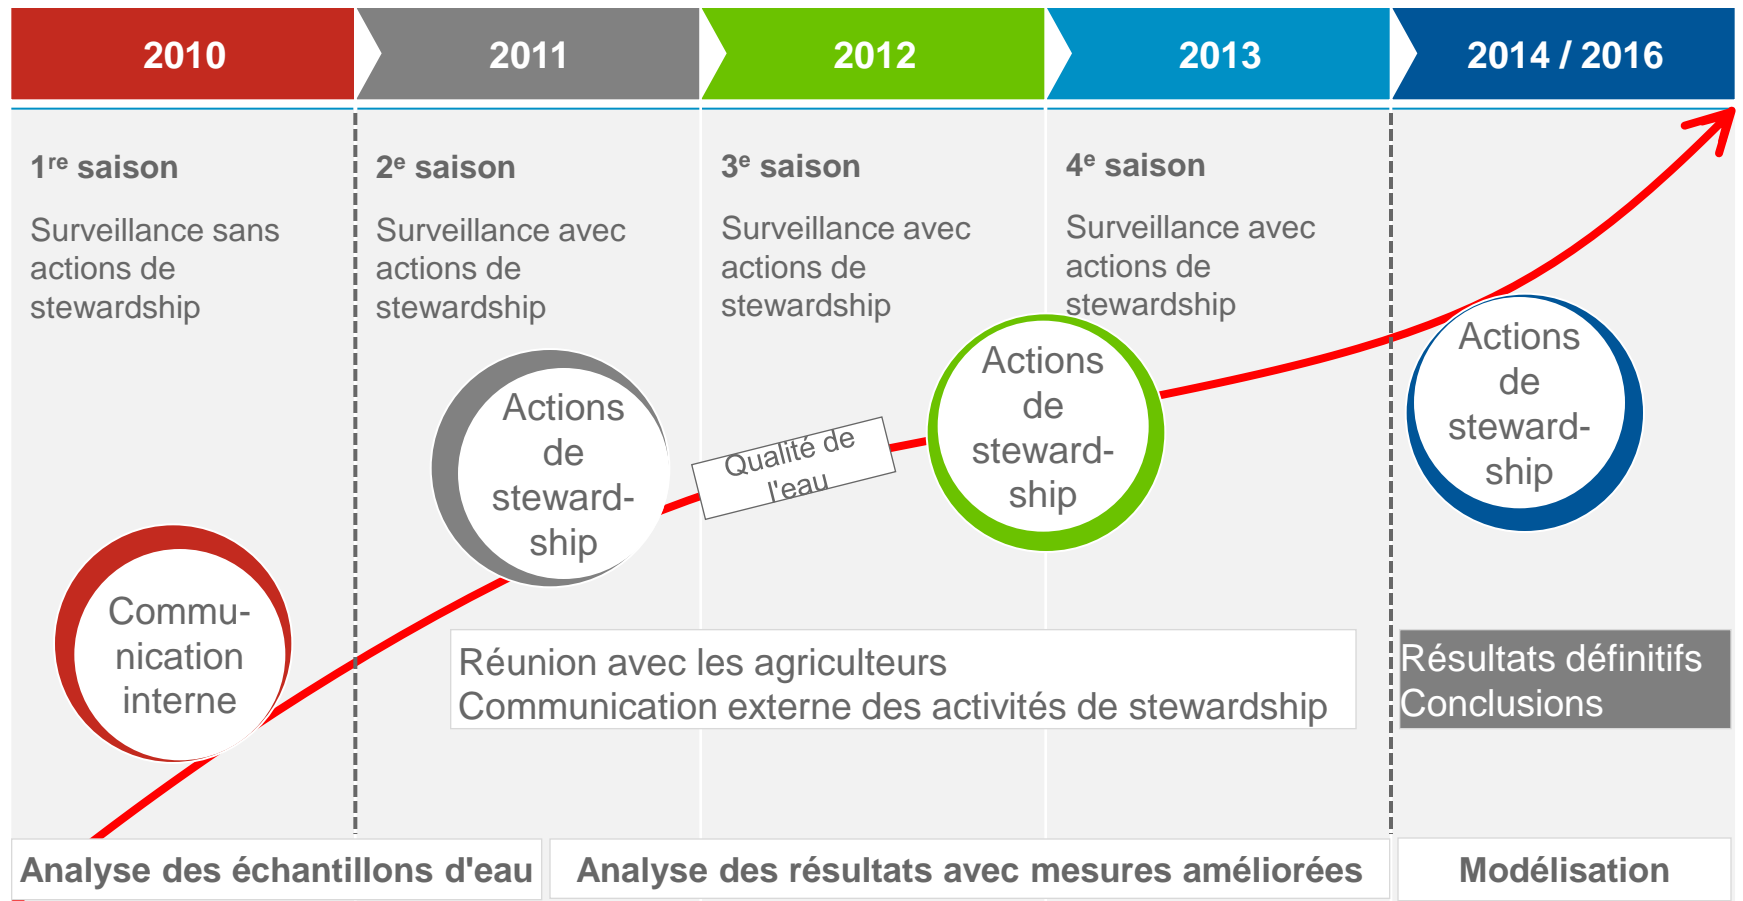 2010
2011
2012
2013
2014 / 2016
1re saison
Surveillance sans
actions de
stewardship
2e saison
Surveillance avec
actions de
stewardship
3e saison
Surveillance avec
actions de
stewardship
4e saison
Surveillance avec
actions de
stewardship
Commu-
nication
interne
Actions
de
steward-
ship
Qualité de
l'eau
Actions
de
steward-
ship
Actions
de
steward-
ship
Réunion avec les agriculteurs
Communication externe des activités de stewardship
Résultats définitifs
Conclusions
Analyse des échantillons d'eau
Analyse des résultats avec mesures améliorées
Modélisation